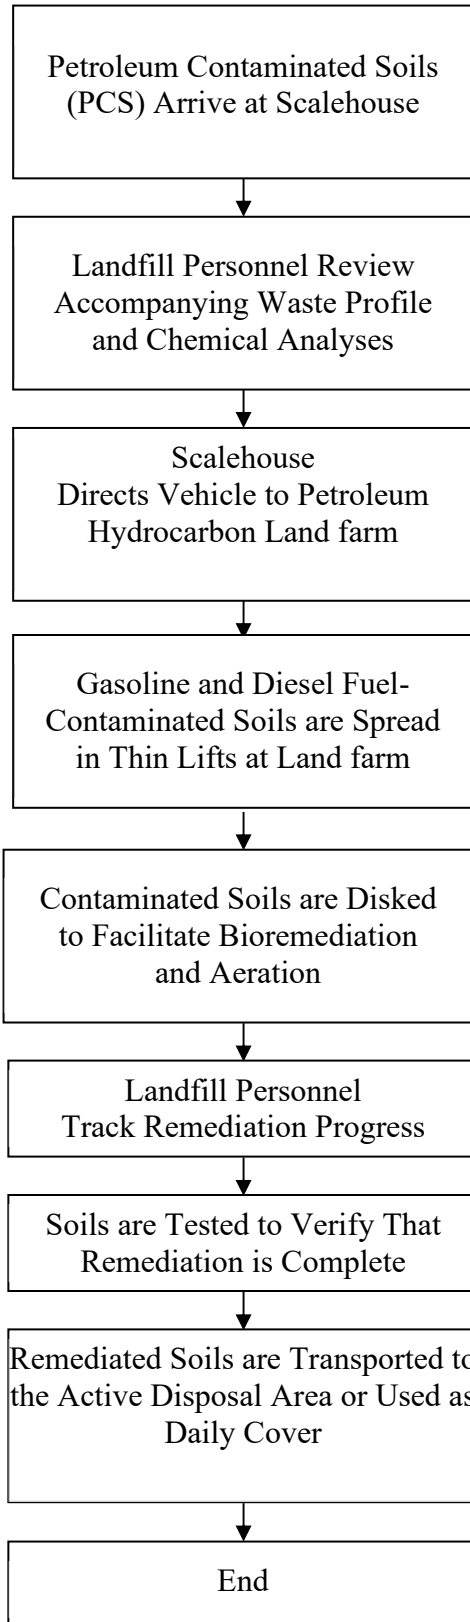 Petroleum Contaminated Soils
(PCS) Arrive at Scalehouse
Landfill Personnel Review
Accompanying Waste Profile
and Chemical Analyses
Scalehouse
Directs Vehicle to Petroleum
Hydrocarbon Land farm
Gasoline and Diesel Fuel-
Contaminated Soils are Spread
in Thin Lifts at Land farm
Contaminated Soils are Disked
to Facilitate Bioremediation
and Aeration
Landfill Personnel
Track Remediation Progress
Soils are Tested to Verify That
Remediation is Complete
Remediated Soils are Transported to
the Active Disposal Area or Used as
Daily Cover
End